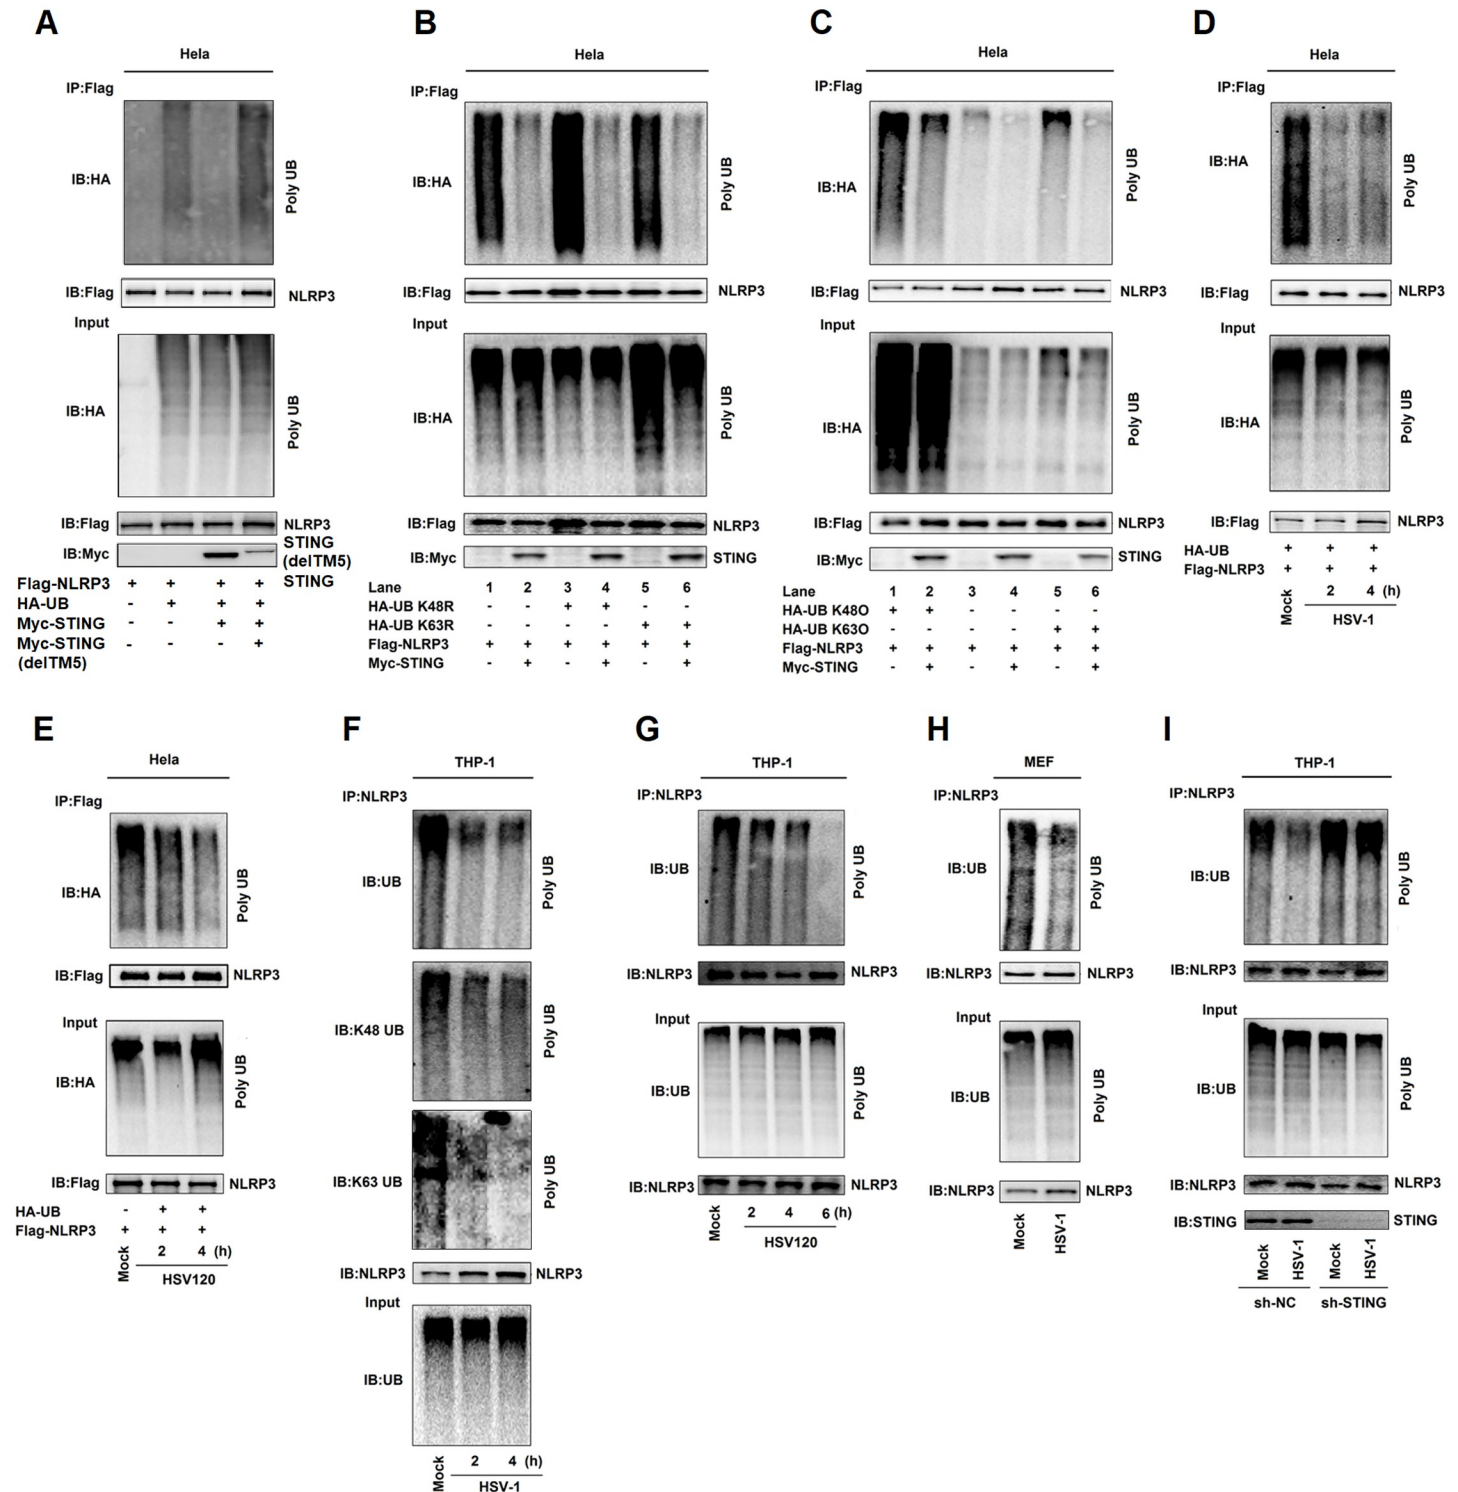 A
Hela
IP:Flag
IB:HA
Poly UB
IB:Flag
NLRP3
Input
IB:HA
Poly UB
IB:Flag
NLRP3
IB:Myc
STING
(delTM5)
STING
Flag-NLRP3 + + + +
HA-UB - + + +
Myc-STING - - + +
Myc-STING - - +
(delTM5)
B
Hela
IP:Flag
IB:HA
Poly UB
IB:Flag
NLRP3
Input
IB:HA
Poly UB
IB:Flag
NLRP3
IB:Myc
STING
Lane 1 2 3 4 5 6
HA-UB K48R - - + + - -
HA-UB K63R - - - - + +
Flag-NLRP3 + + + + + +
Myc-STING - + - + - +
C
Hela
IP:Flag
IB:HA
Poly UB
IB:Flag
NLRP3
Input
IB:HA
Poly UB
IB:Flag
NLRP3
IB:Myc
STING
Lane 1 2 3 4 5 6
HA-UB K48O + + - - - -
HA-UB K63O - - - - + +
Flag-NLRP3 + + + + + +
Myc-STING - + - + - +
D
Hela
IP:Flag
IB:HA
Poly UB
IB:Flag
NLRP3
Input
IB:HA
Poly UB
IB:Flag
NLRP3
HA-UB + + +
Flag-NLRP3 + + +
Mock 2 4 (h)
HSV-1
E
Hela
IP:Flag
IB:HA
Poly UB
IB:Flag
NLRP3
Input
IB:HA
Poly UB
IB:Flag
NLRP3
HA-UB - + +
Flag-NLRP3 + + +
Mock 2 4 (h)
HSV120
F
THP-1
IP:NLRP3
IB:UB
Poly UB
IB:K48 UB
Poly UB
IB:K63 UB
Poly UB
IB:NLRP3
NLRP3
Input
IB:UB
Mock 2 4 (h)
HSV-1
G
THP-1
IP:NLRP3
IB:UB
Poly UB
IB:NLRP3
NLRP3
Input
IB:UB
Poly UB
IB:NLRP3
NLRP3
Mock 2 4 6 (h)
HSV120
H
MEF
IP:NLRP3
IB:UB
Poly UB
IB:NLRP3
NLRP3
Input
IB:UB
Poly UB
IB:NLRP3
NLRP3
Mock HSV-1
I
THP-1
IP:NLRP3
IB:UB
Poly UB
IB:NLRP3
NLRP3
Input
IB:UB
Poly UB
IB:NLRP3
NLRP3
IB:STING
STING
Mock HSV-1 Mock HSV-1
sh-NC sh-STING